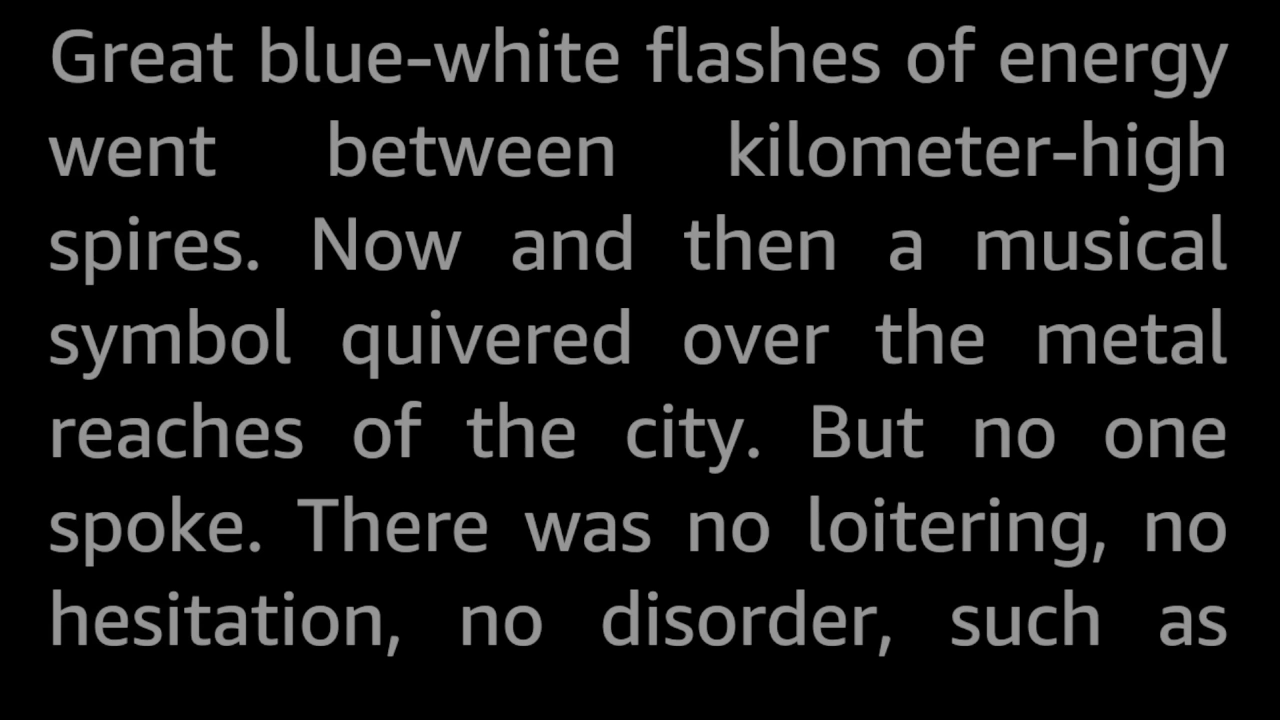 Great blue-white flashes of energy
went between kilometer-high
spires. Now and then a musical
symbol quivered over the metal
reaches of the city. But no one
spoke. There was no loitering, no
hesitation, no disorder, such as